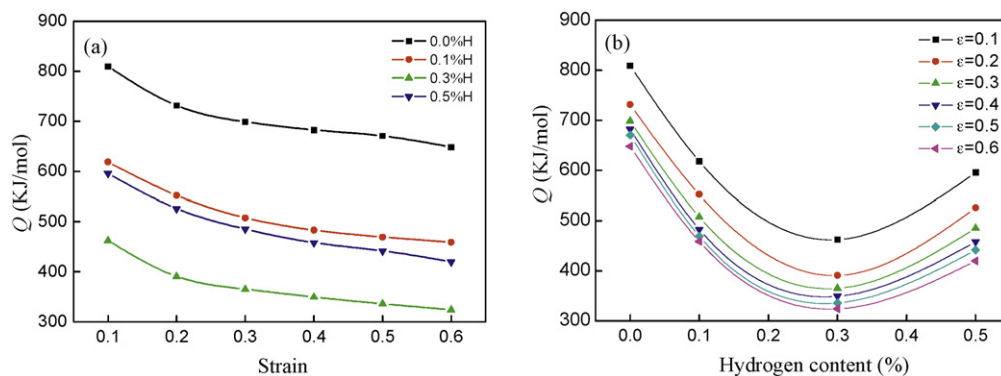 (a)
0.0%H
0.1%H
0.3%H
0.5%H
900
800
700
600
500
400
300
Q (KJ/mol)
0.1 0.2 0.3 0.4 0.5 0.6
Strain
(b)
ε=0.1
ε=0.2
ε=0.3
ε=0.4
ε=0.5
ε=0.6
900
800
700
600
500
400
300
Q (KJ/mol)
0.0 0.1 0.2 0.3 0.4 0.5
Hydrogen content (%)